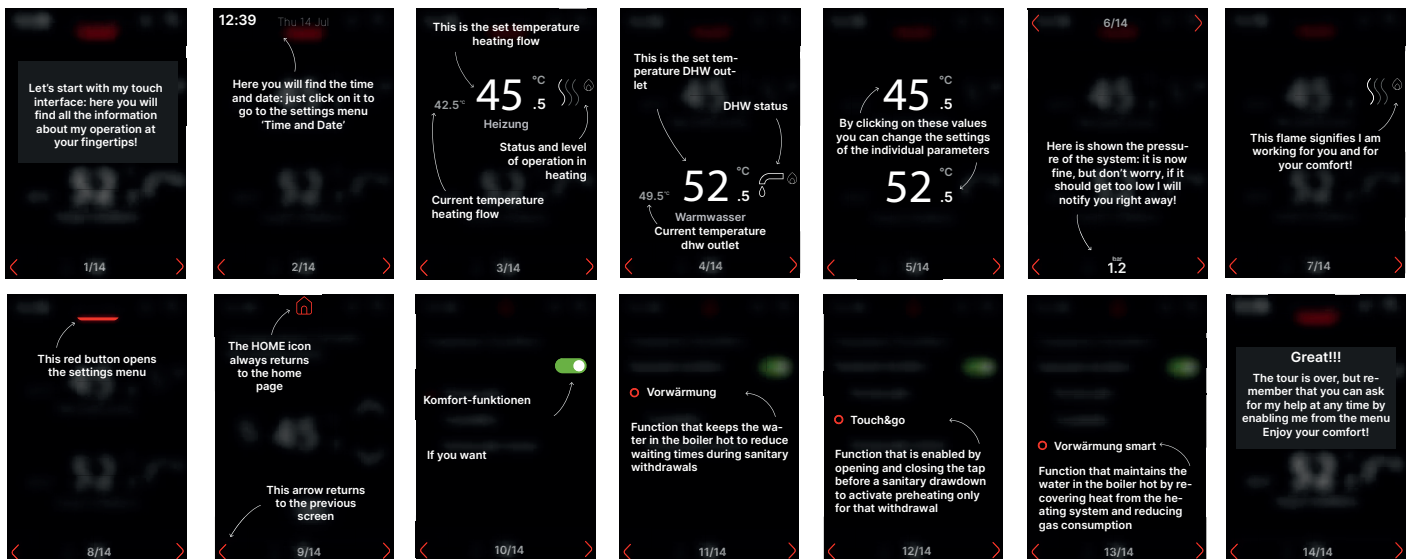 Let's start with my touch
interface: here you will
find all the information
about my operation at
your fingertips!
1/14
12:39
Thu 14 Jul
Here you will find the time
and date: just click on it to
go to the settings menu
'Time and Date'
2/14
This is the set temperature
heating flow
42.5°C
45.5 °C
Heizung
Status and level
of operation in
heating
Current temperature
heating flow
3/14
This is the set tem-
perature DHW out-
let
DHW status
49.5°C
52.5 °C
Warmwasser
Current temperature
dhw outlet
4/14
45.5 °C
By clicking on these values
you can change the settings
of the individual parameters
52.5 °C
5/14
6/14
Here is shown the pressu-
re of the system: it is now
fine, but don't worry, if it
should get too low I will
notify you right away!
bar
1.2
This flame signifies I am
working for you and for
your comfort!
7/14
This red button opens
the settings menu
8/14
The HOME icon
always returns
to the home
page
This arrow returns
to the previous
screen
9/14
Komfort-funktionen
If you want
10/14
Vorwärmung
Function that keeps the wa-
ter in the boiler hot to reduce
waiting times during sanitary
withdrawals
11/14
Touch&go
Function that is enabled by
opening and closing the tap
before a sanitary drawdown
to activate preheating only
for that withdrawal
12/14
Vorwärmung smart
Function that maintains the
water in the boiler hot by re-
covering heat from the he-
ating system and reducing
gas consumption
13/14
Great!!!
The tour is over, but re-
member that you can ask
for my help at any time by
enabling me from the menu
Enjoy your comfort!
14/14